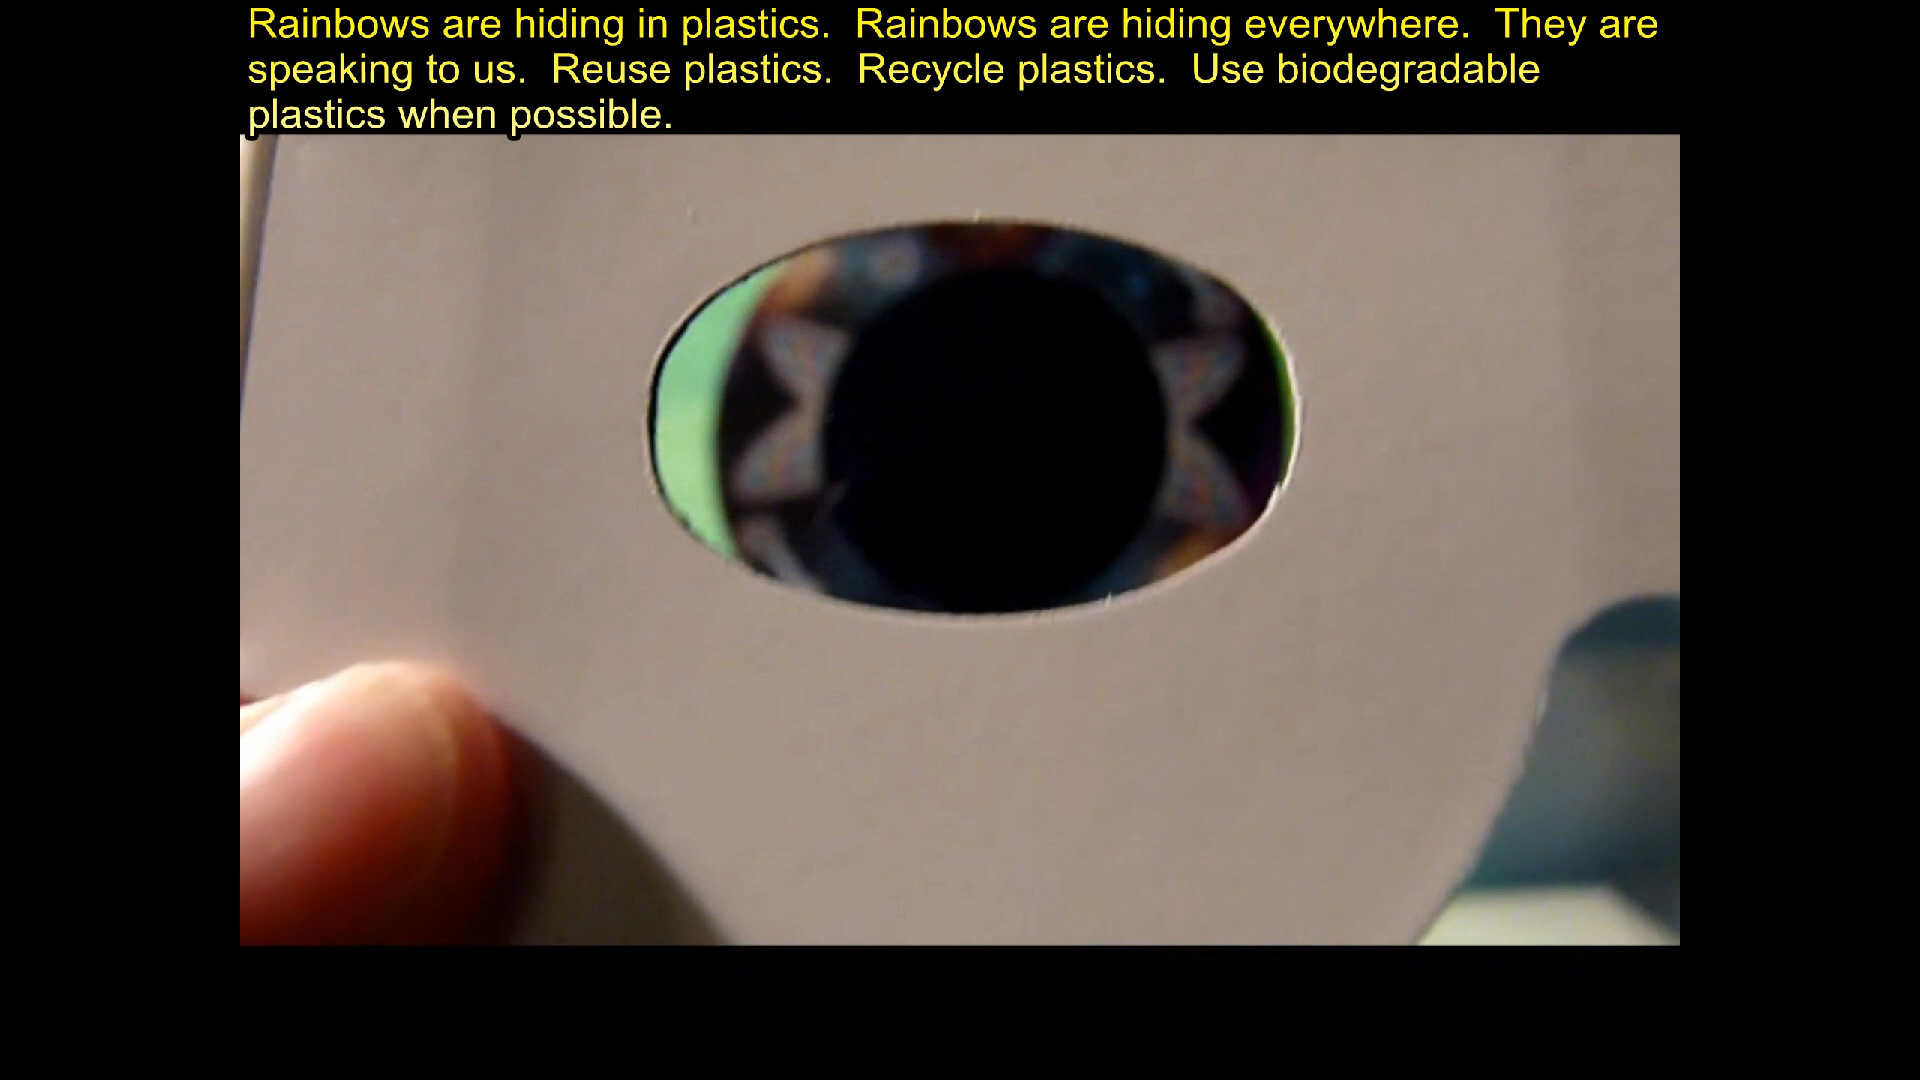 Rainbows are hiding in plastics.  Rainbows are hiding everywhere.  They are
speaking to us.  Reuse plastics.  Recycle plastics.  Use biodegradable
plastics when possible.